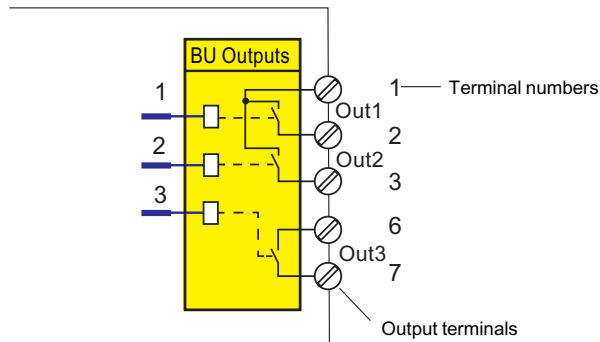 BU Outputs
1
1
Terminal numbers
Out1
2
2
Out2
3
3
6
Out3
7
Output terminals